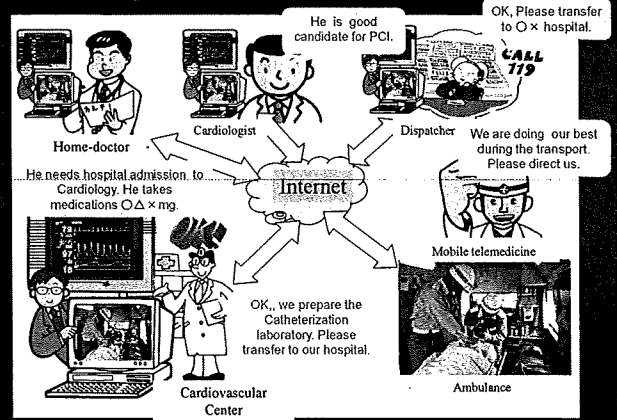 He is good
candidate for PCI.
OK, Please transfer
to ○× hospital.
CALL
119
Home-doctor
Cardiologist
Dispatcher
We are doing our best
during the transport.
Please direct us.
He needs hospital admission to
Cardiology. He takes
medications ○△×mg.
Internet
Mobile telemedicine
OK,, we prepare the
Catheterization
laboratory. Please
transfer to our hospital.
Cardiovascular
Center
Ambulance